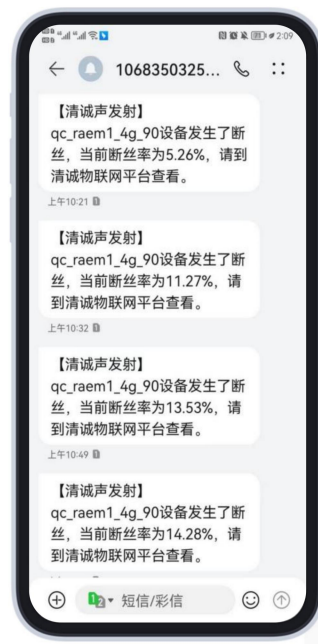 2:09
1068350325...
【清诚声发射】
qc_raem1_4g_90设备发生了断
丝，当前断丝率为5.26%，请到
清诚物联网平台查看。
上午10:21
【清诚声发射】
qc_raem1_4g_90设备发生了断
丝，当前断丝率为11.27%，请
到清诚物联网平台查看。
上午10:32
【清诚声发射】
qc_raem1_4g_90设备发生了断
丝，当前断丝率为13.53%，请
到清诚物联网平台查看。
上午10:49
【清诚声发射】
qc_raem1_4g_90设备发生了断
丝，当前断丝率为14.28%，请
到清诚物联网平台查看。
短信/彩信